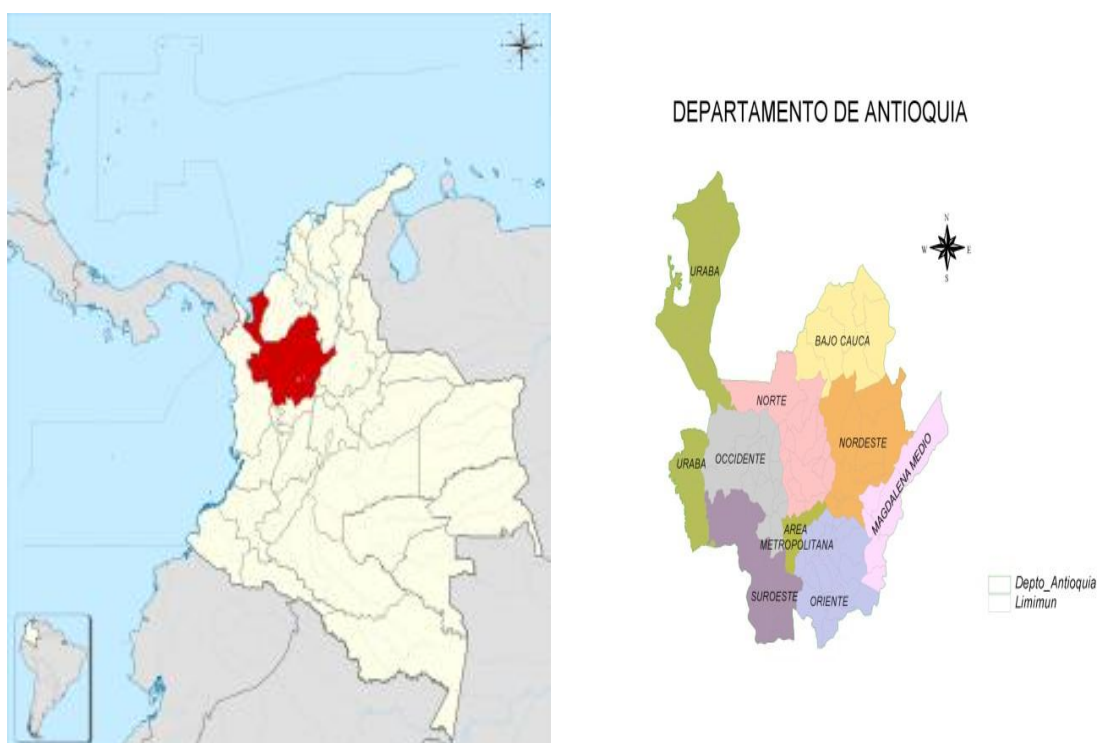 DEPARTAMENTO DE ANTIOQUIA
N
W
E
S
URABA
BAJO CAUCA
NORTE
NORDESTE
OCCIDENTE
URABA
MAGDALENA MEDIO
AREA
METROPOLITANA
SUROESTE
ORIENTE
Depto_Antioquia
Limimun